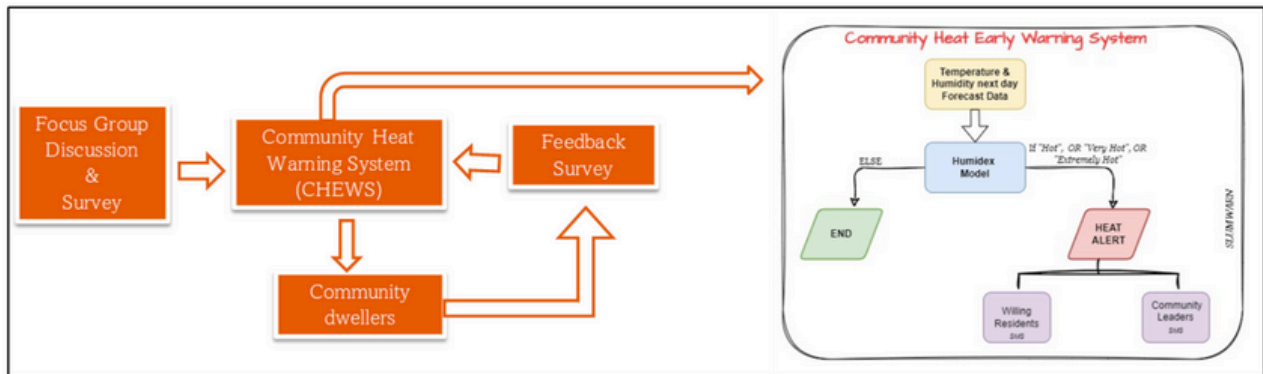 Focus Group
Discussion
&
Survey
Community Heat
Warning System
(CHEWS)
Feedback
Survey
Community
dwellers
Community Heat Early Warning System
Temperature &
Humidity next day
Forecast Data
ELSE
Humidex
Model
If "Hot", OR "Very Hot", OR
"Extremely Hot"
END
HEAT
ALERT
SLUMWARN
Willing
Residents
SMS
Community
Leaders
SMS